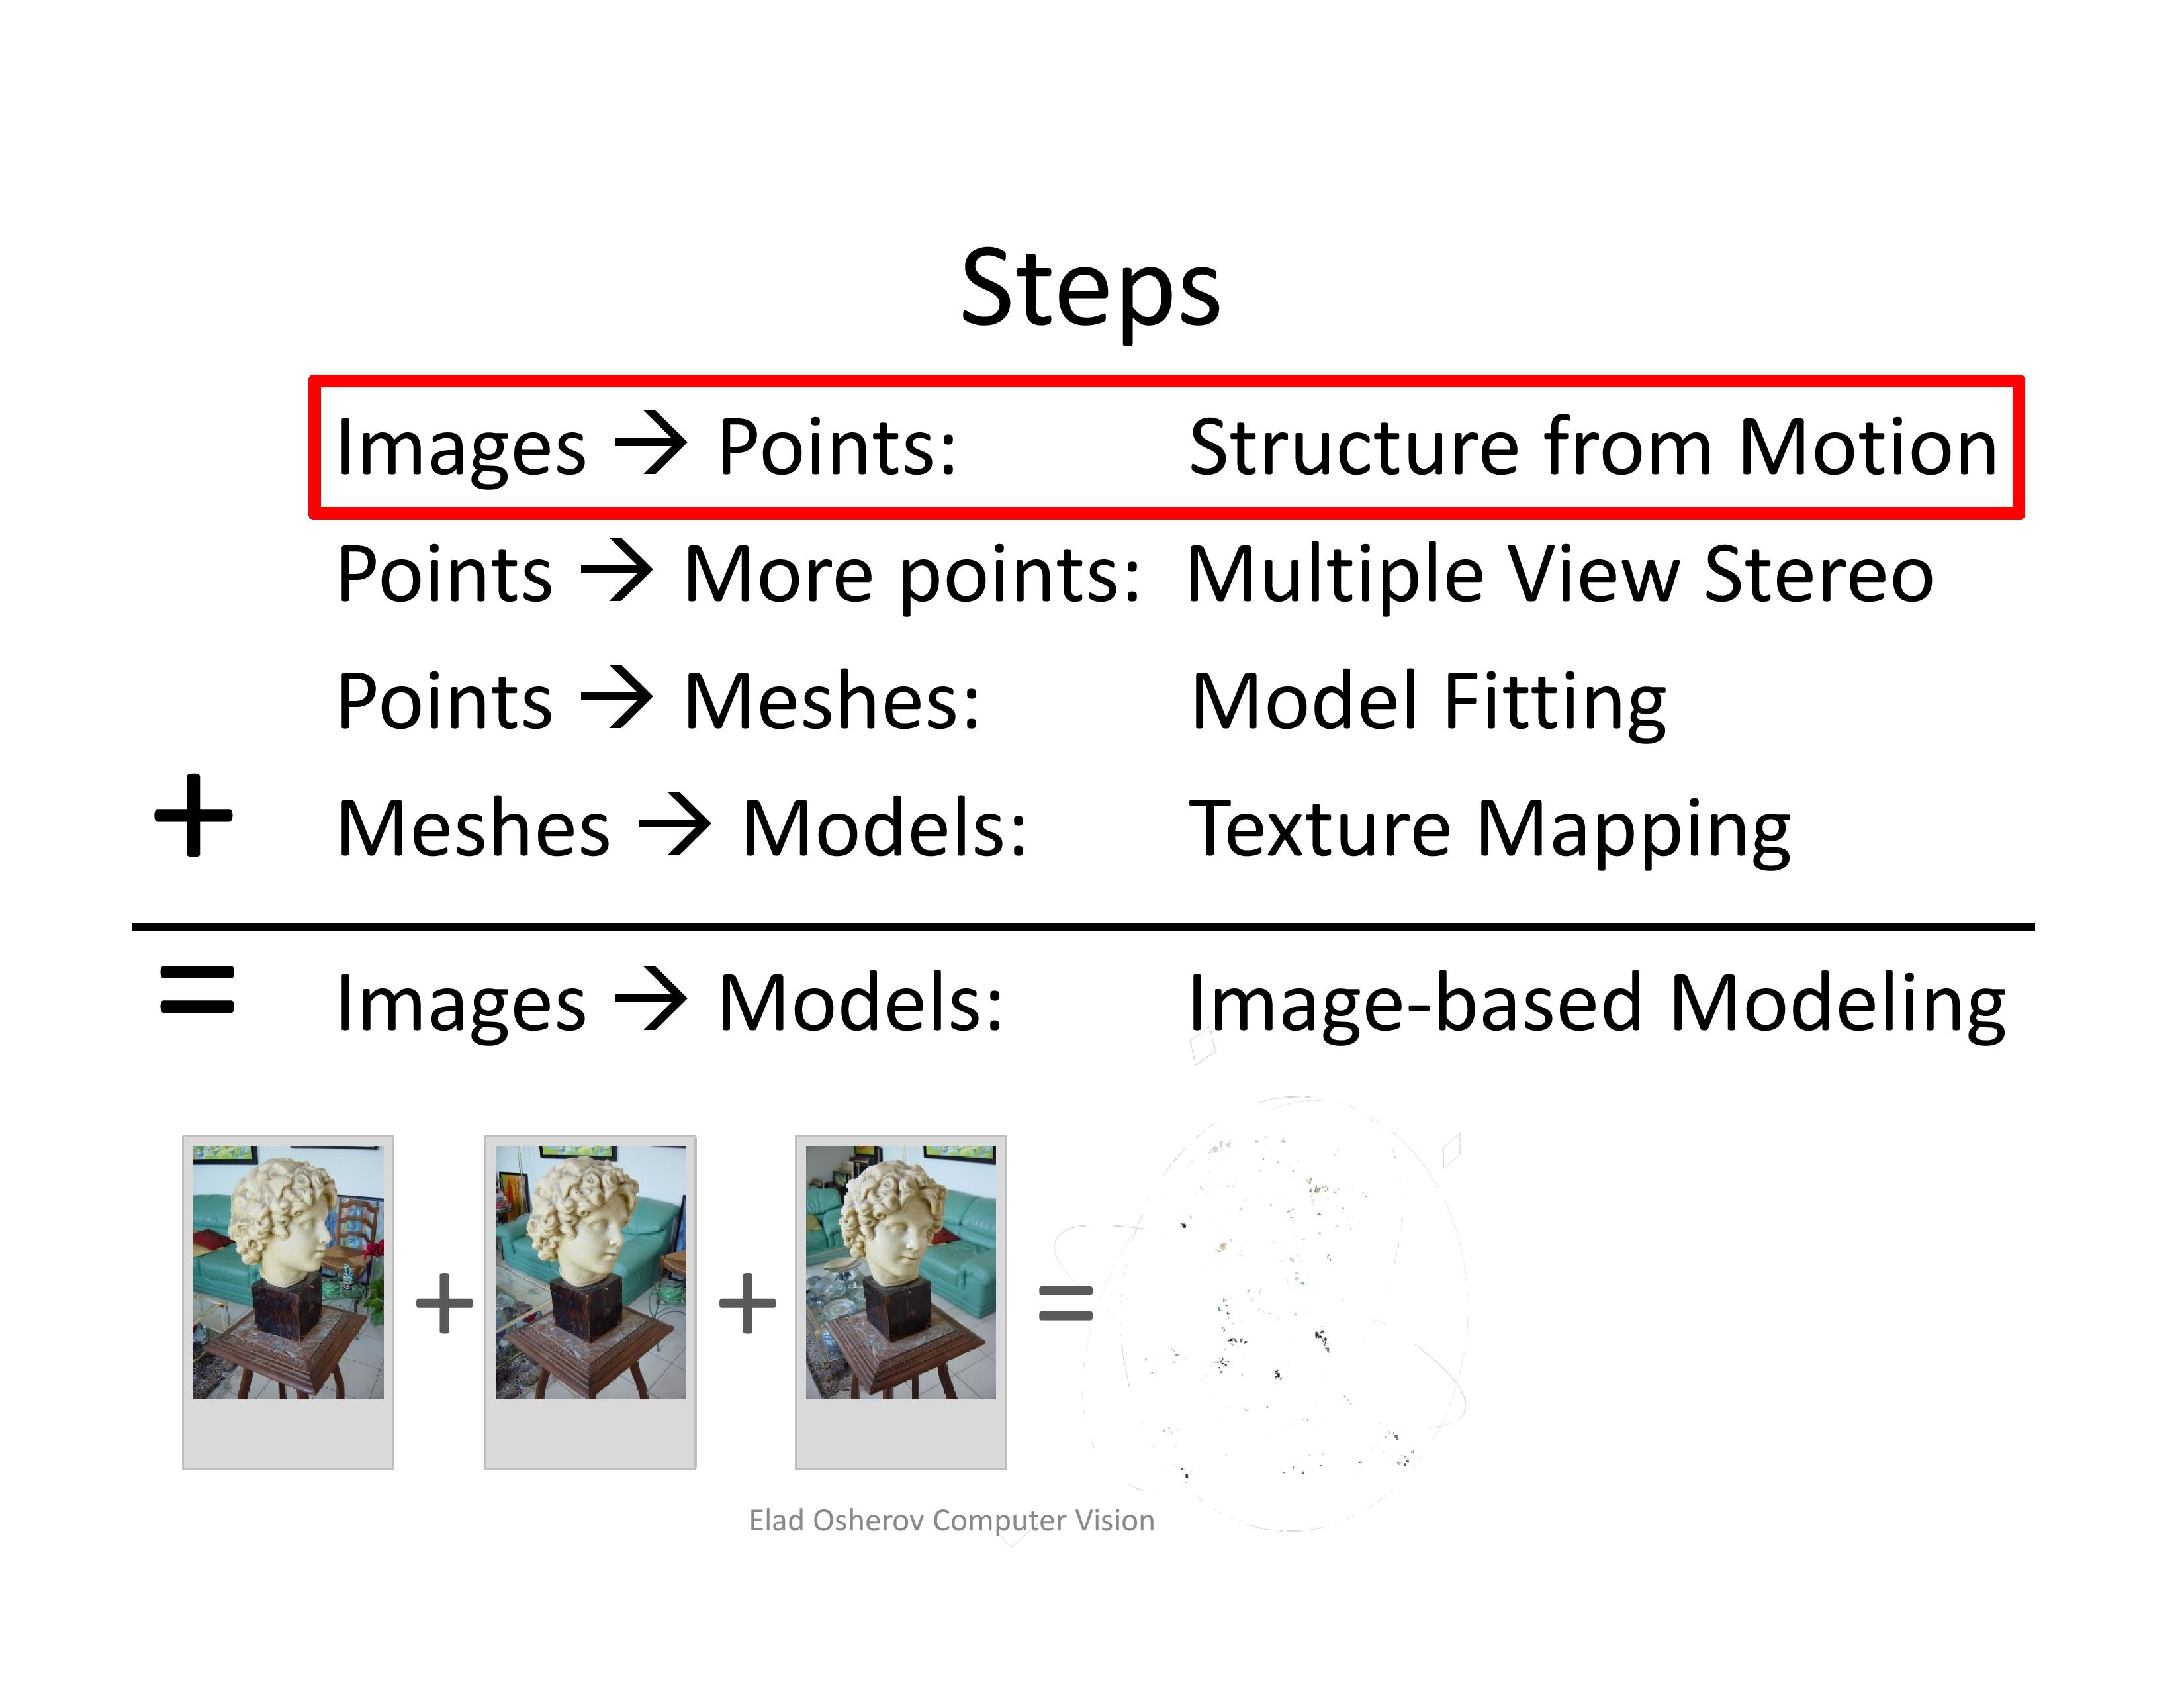 Steps
Images → Points: Structure from Motion
Points → More points: Multiple View Stereo
Points → Meshes: Model Fitting
+ Meshes → Models: Texture Mapping
= Images → Models: Image-based Modeling
+ + =
Elad Osherov Computer Vision